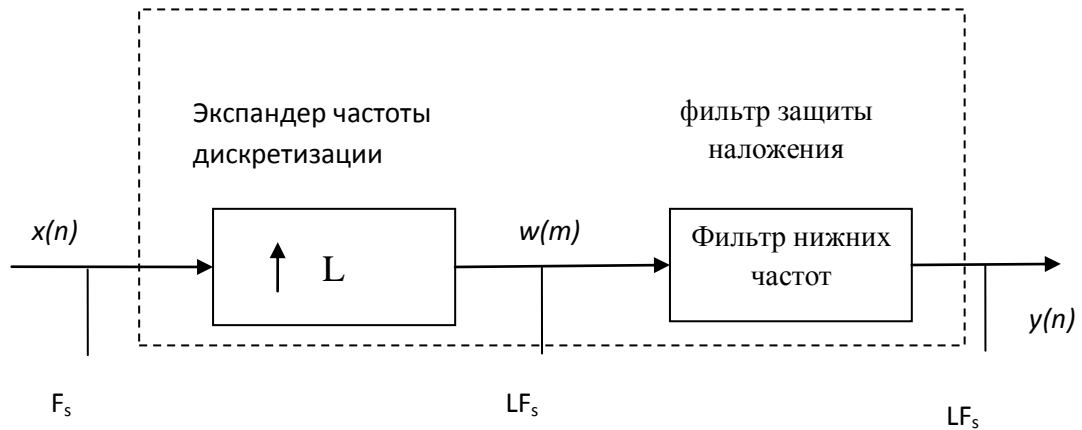 Экспандер частоты
дискретизации
фильтр защиты
наложения
x(n)
↑ L
w(m)
Фильтр нижних
частот
y(n)
Fs
LFs
LFs